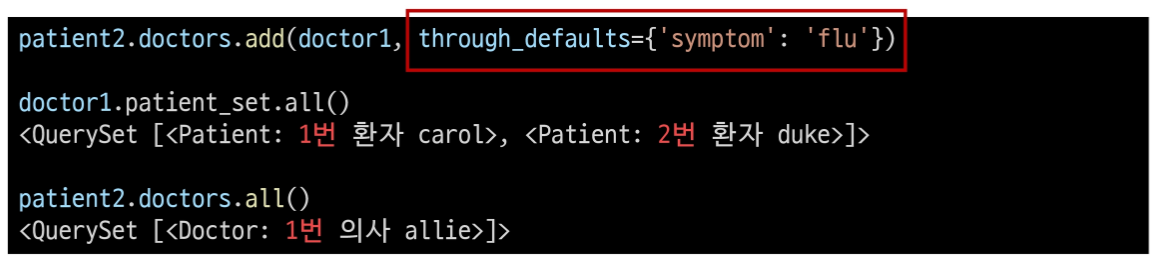 patient2.doctors.add(doctor1, through_defaults={'symptom': 'flu'})
doctor1.patient_set.all()
<QuerySet [<Patient: 1번 환자 carol>, <Patient: 2번 환자 duke>]>
patient2.doctors.all()
<QuerySet [<Doctor: 1번 의사 allie>]>